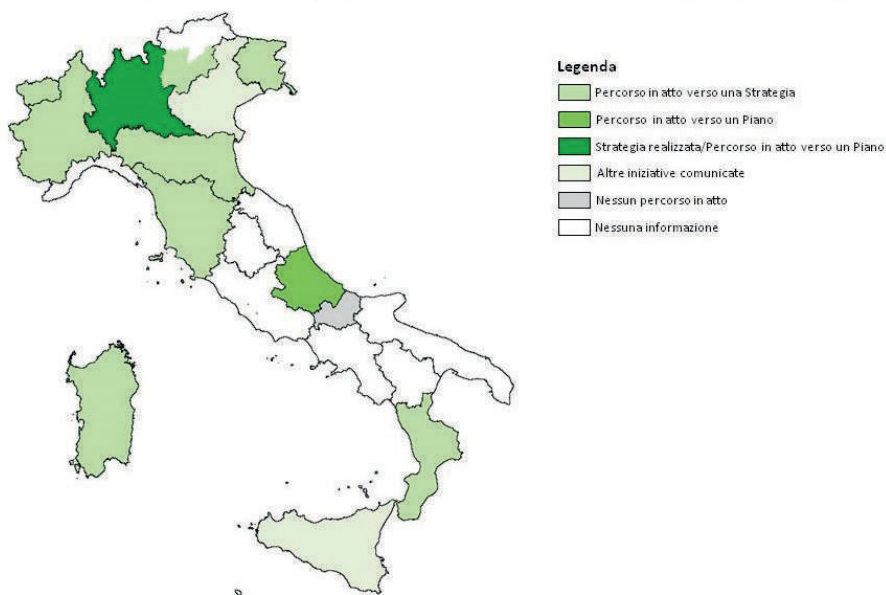 Legenda
Percorso in atto verso una Strategia
Percorso in atto verso un Piano
Strategia realizzata/Percorso in atto verso un Piano
Altre iniziative comunicate
Nessun percorso in atto
Nessuna informazione